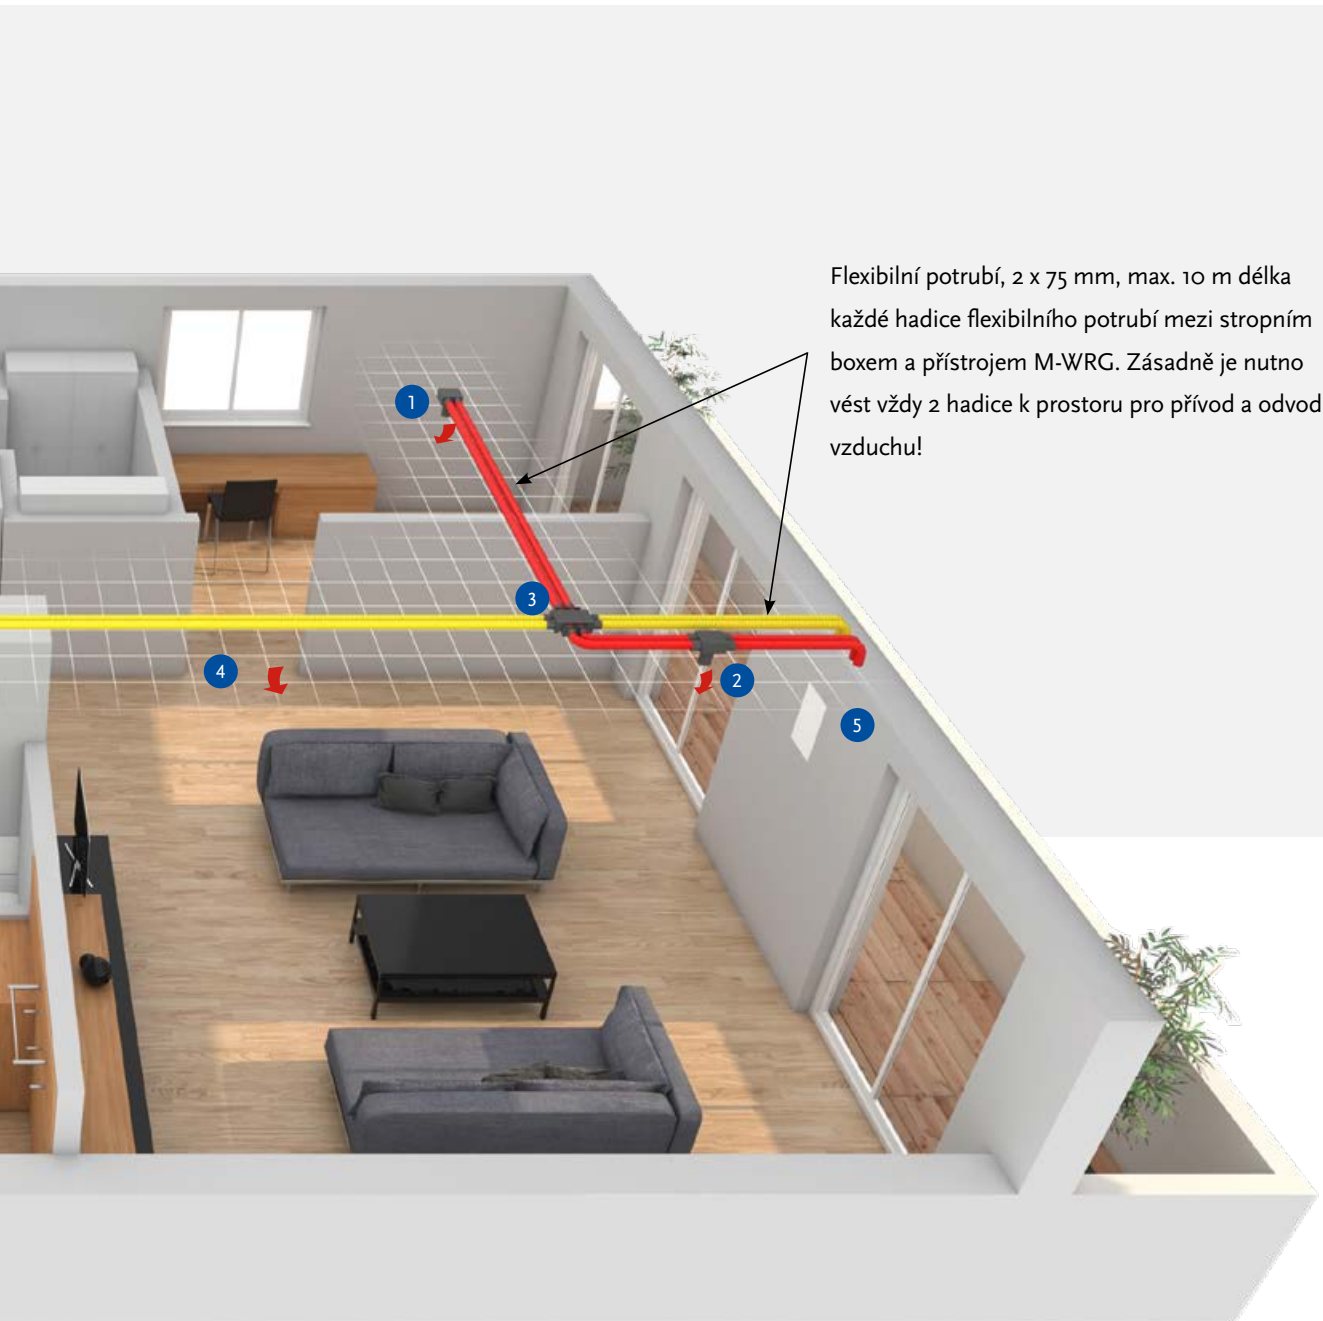 Flexibilní potrubí, 2 x 75 mm, max. 10 m délka
každé hadice flexibilního potrubí mezi stropním
boxem a přístrojem M-WRG. Zásadně je nutno
vést vždy 2 hadice k prostoru pro přívod a odvod
vzduchu!
1
3
4
2
5